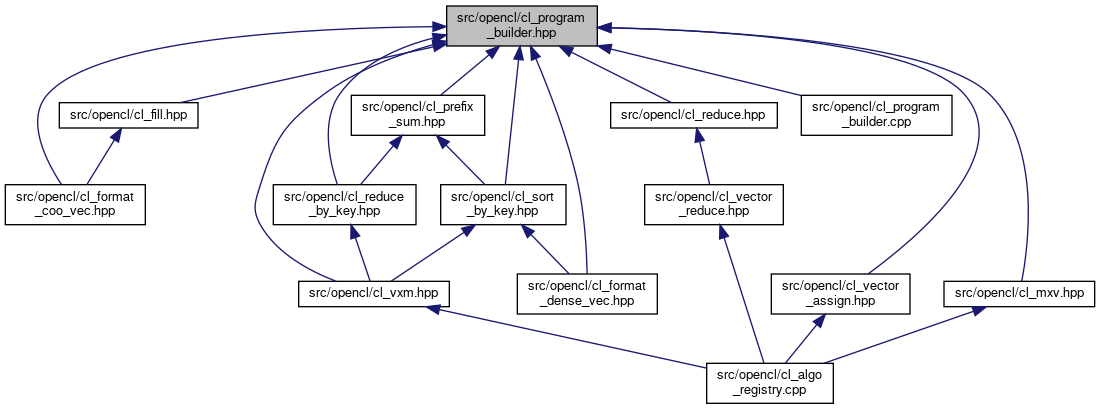 src/opencl/cl_program
_builder.hpp
src/opencl/cl_fill.hpp
src/opencl/cl_prefix
_sum.hpp
src/opencl/cl_reduce.hpp
src/opencl/cl_program
_builder.cpp
src/opencl/cl_format
_coo_vec.hpp
src/opencl/cl_reduce
_by_key.hpp
src/opencl/cl_sort
_by_key.hpp
src/opencl/cl_vector
_reduce.hpp
src/opencl/cl_vxm.hpp
src/opencl/cl_format
_dense_vec.hpp
src/opencl/cl_vector
_assign.hpp
src/opencl/cl_mxv.hpp
src/opencl/cl_algo
_registry.cpp